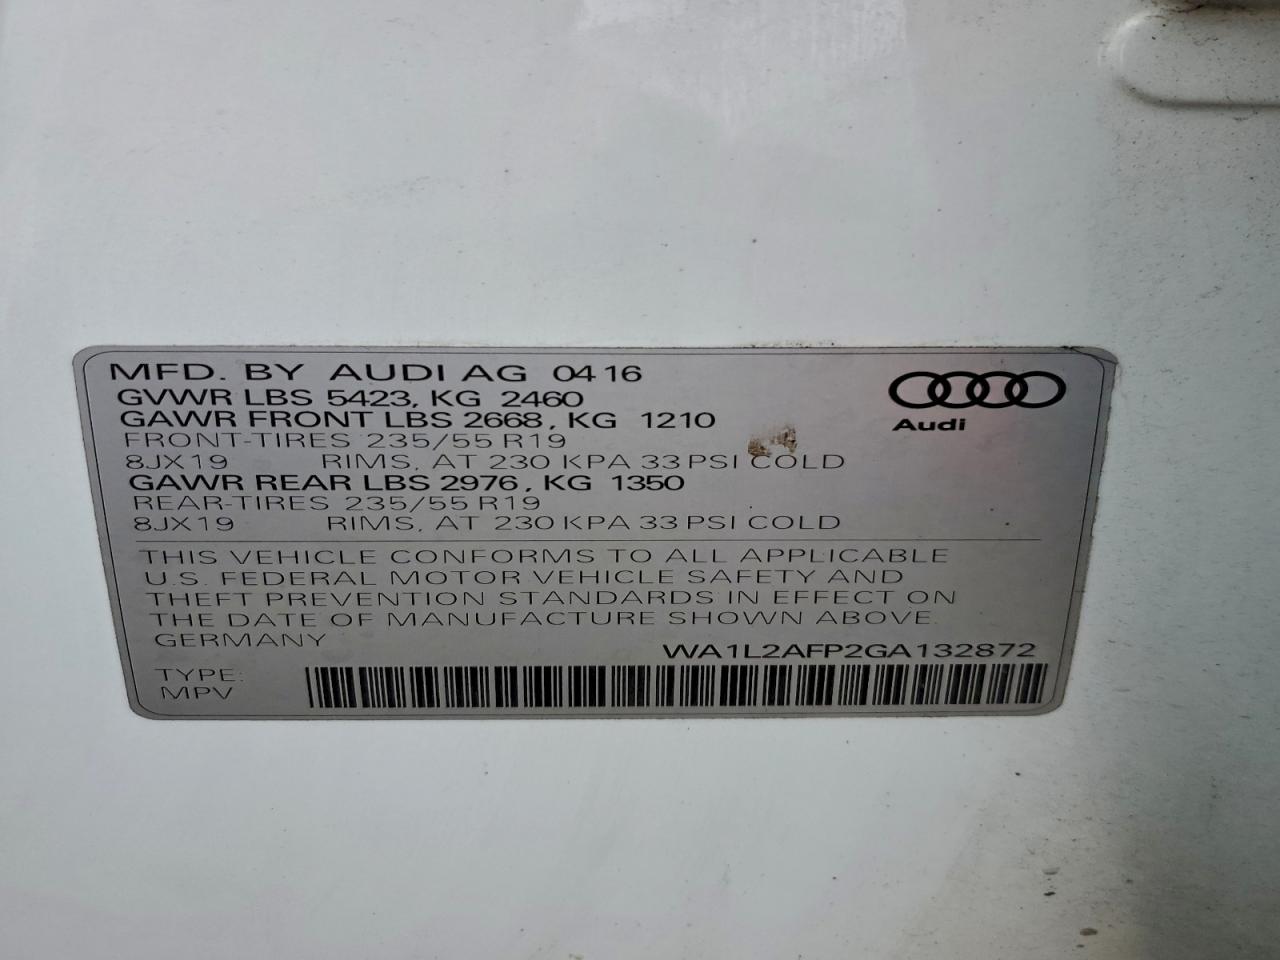 MFD. BY AUDI AG 04 16
GVWR LBS 5423, KG 2460
GAWR FRONT LBS 2668, KG 1210
FRONT-TIRES 235/55 R19
8JX19 RIMS, AT 230 KPA 33 PSI COLD
GAWR REAR LBS 2976, KG 1350
REAR-TIRES 235/55 R19
8JX19 RIMS, AT 230 KPA 33 PSI COLD
Audi
THIS VEHICLE CONFORMS TO ALL APPLICABLE
U.S. FEDERAL MOTOR VEHICLE SAFETY AND
THEFT PREVENTION STANDARDS IN EFFECT ON
THE DATE OF MANUFACTURE SHOWN ABOVE.
GERMANY WA1L2AFP2GA132872
TYPE:
MPV